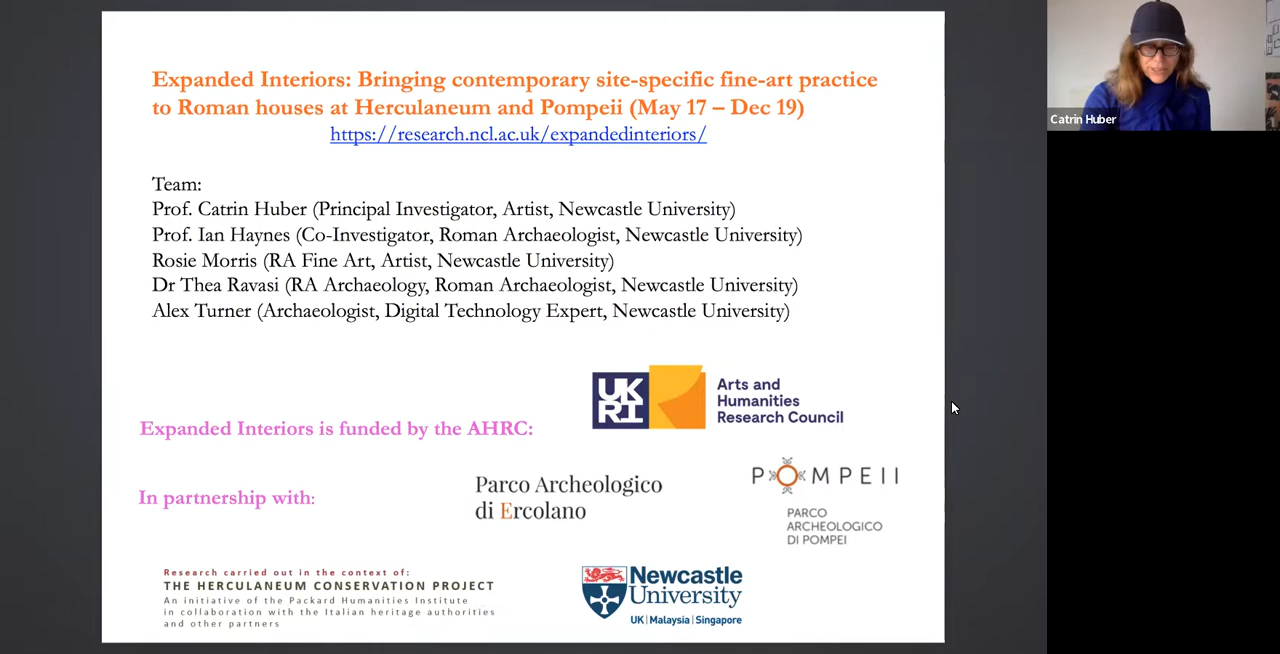 Expanded Interiors: Bringing contemporary site-specific fine-art practice
to Roman houses at Herculaneum and Pompeii (May 17 – Dec 19)
https://research.ncl.ac.uk/expandedinteriors/
Team:
Prof. Catrin Huber (Principal Investigator, Artist, Newcastle University)
Prof. Ian Haynes (Co-Investigator, Roman Archaeologist, Newcastle University)
Rosie Morris (RA Fine Art, Artist, Newcastle University)
Dr Thea Ravasi (RA Archaeology, Roman Archaeologist, Newcastle University)
Alex Turner (Archaeologist, Digital Technology Expert, Newcastle University)
Expanded Interiors is funded by the AHRC:
UK
RI
Arts and
Humanities
Research Council
In partnership with:
Parco Archeologico
di Ercolano
POMPEII
PARCO
ARCHEOLOGICO
DI POMPEI
Research carried out in the context of:
THE HERCULANEUM CONSERVATION PROJECT
An initiative of the Packard Humanities Institute
in collaboration with the Italian heritage authorities
and other partners
Newcastle
University
UK | Malaysia | Singapore
Catrin Huber